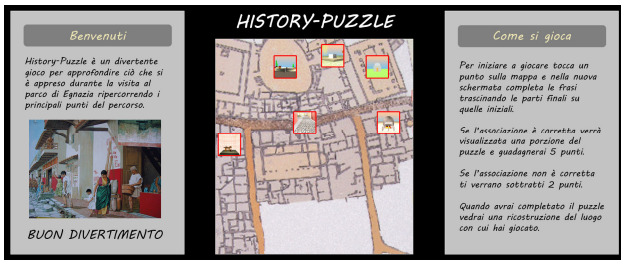 Benvenuti
History-Puzzle è un divertente
gioco per approfondire ciò che si
è appreso durante la visita al
parco di Egnazia ripercorrendo i
principali punti del percorso.
BUON DIVERTIMENTO
HISTORY-PUZZLE
Come si gioca
Per iniziare a giocare tocca un
punto sulla mappa e nella nuova
schermata completa le frasi
trascinando le parti finali su
quelle iniziali.
Se l'associazione è corretta verrà
visualizzata una porzione del
puzzle e guadagnerai 5 punti.
Se l'associazione non è corretta
ti verrano sottratti 2 punti.
Quando avrai completato il puzzle
vedrai una ricostruzione del luogo
con cui hai giocato.